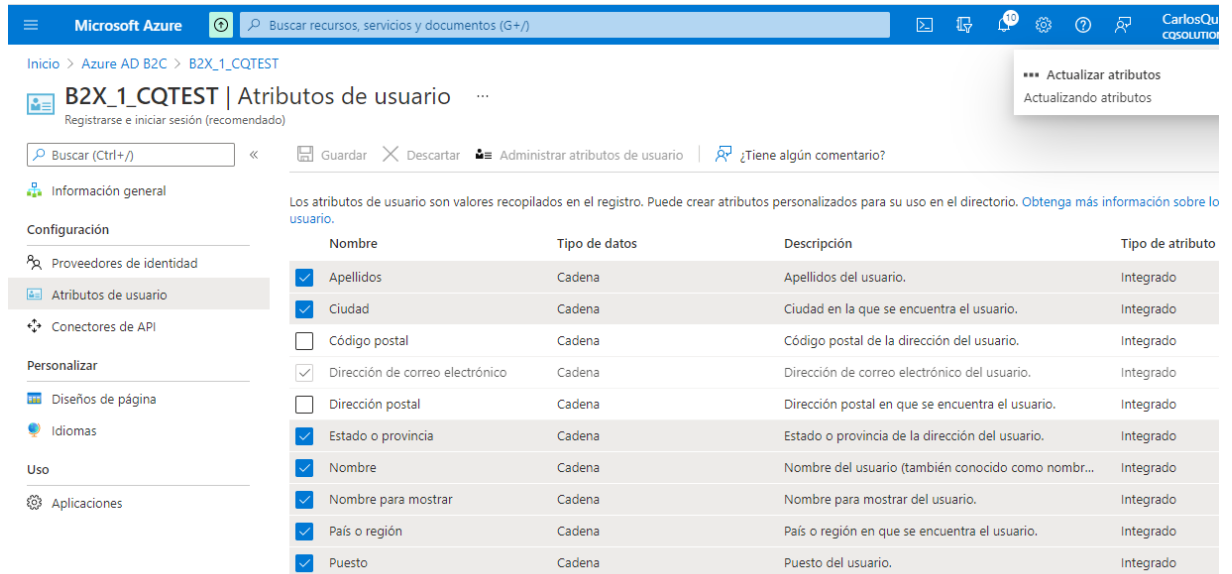 Microsoft Azure
Buscar recursos, servicios y documentos (G+/)
10
CarlosQu
CQSOLUTION
Inicio > Azure AD B2C > B2X_1_CQTEST
B2X_1_CQTEST | Atributos de usuario ...
Registrarse e iniciar sesión (recomendado)
Actualizar atributos
Actualizando atributos
Buscar (Ctrl+/)
«
Guardar
Descartar
Administrar atributos de usuario
¿Tiene algún comentario?
Información general
Configuración
Proveedores de identidad
Atributos de usuario
Conectores de API
Personalizar
Diseños de página
Idiomas
Uso
Aplicaciones
Los atributos de usuario son valores recopilados en el registro. Puede crear atributos personalizados para su uso en el directorio. Obtenga más información sobre lo
usuario.
Nombre Tipo de datos Descripción Tipo de atributo
Apellidos Cadena Apellidos del usuario. Integrado
Ciudad Cadena Ciudad en la que se encuentra el usuario. Integrado
Código postal Cadena Código postal de la dirección del usuario. Integrado
Dirección de correo electrónico Cadena Dirección de correo electrónico del usuario. Integrado
Dirección postal Cadena Dirección postal en que se encuentra el usuario. Integrado
Estado o provincia Cadena Estado o provincia de la dirección del usuario. Integrado
Nombre Cadena Nombre del usuario (también conocido como nombr... Integrado
Nombre para mostrar Cadena Nombre para mostrar del usuario. Integrado
País o región Cadena País o región en que se encuentra el usuario. Integrado
Puesto Cadena Puesto del usuario. Integrado